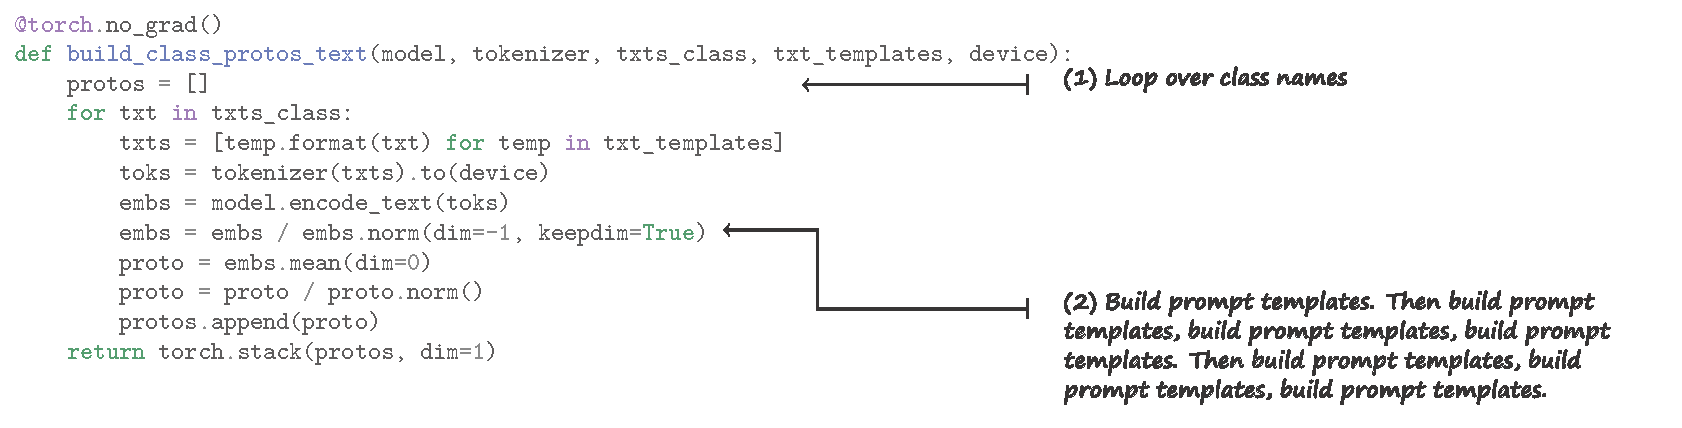 @torch.no_grad()
def build_class_protos_text(model, tokenizer, txts_class, txt_templates, device):
    protos = []
    for txt in txts_class:
        txts = [temp.format(txt) for temp in txt_templates]
        toks = tokenizer(txts).to(device)
        embs = model.encode_text(toks)
        embs = embs / embs.norm(dim=-1, keepdim=True)
        proto = embs.mean(dim=0)
        proto = proto / proto.norm()
        protos.append(proto)
    return torch.stack(protos, dim=1)
(1) Loop over class names
(2) Build prompt templates. Then build prompt
templates, build prompt templates, build prompt
templates. Then build prompt templates, build
prompt templates, build prompt templates.